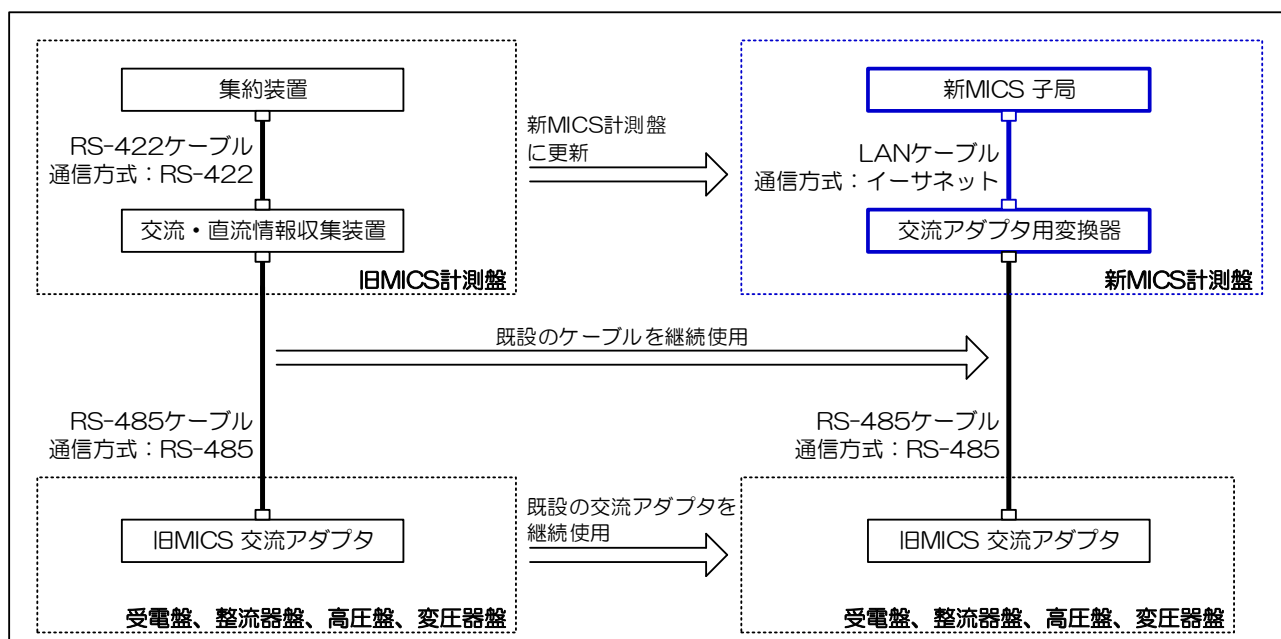 集約装置
RS-422ケーブル
通信方式：RS-422
交流・直流情報収集装置
旧MICS計測盤
新MICS計測盤
に更新
新MICS 子局
LANケーブル
通信方式：イーサネット
交流アダプタ用変換器
新MICS計測盤
既設のケーブルを継続使用
RS-485ケーブル
通信方式：RS-485
RS-485ケーブル
通信方式：RS-485
旧MICS 交流アダプタ
受電盤、整流器盤、高圧盤、変圧器盤
既設の交流アダプタを
継続使用
旧MICS 交流アダプタ
受電盤、整流器盤、高圧盤、変圧器盤